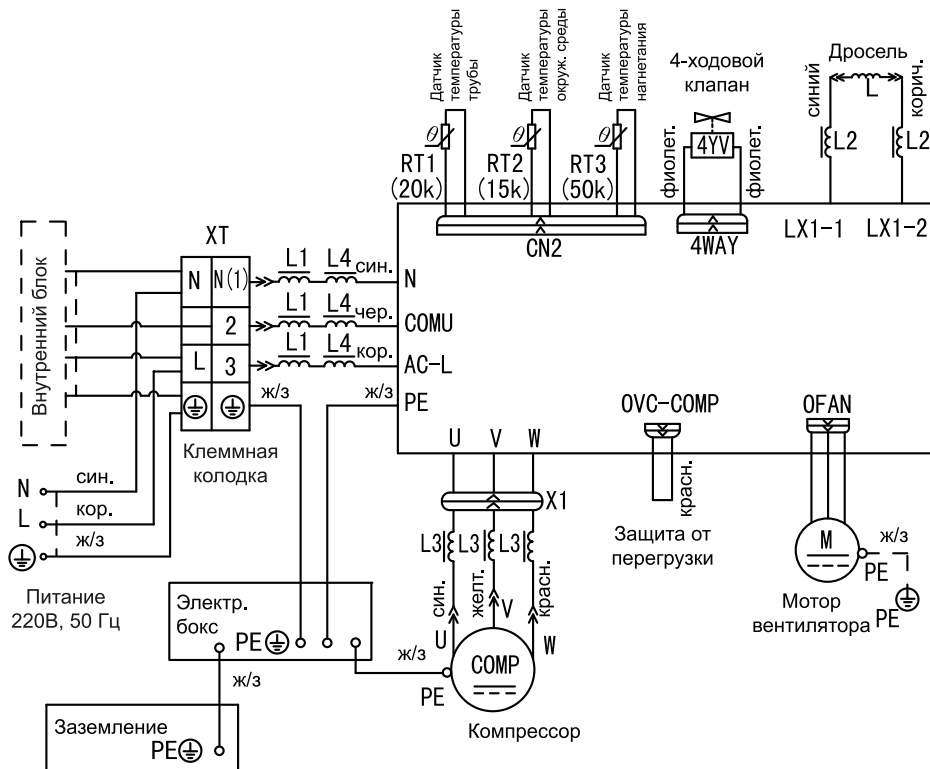 Датчик
температуры
трубы
Датчик
температуры
окруж. среды
Датчик
температуры
нагнетания
4-ходовой
клапан
Дросель
синий
L
корич.
θ
RT1
(20k)
θ
RT2
(15k)
θ
RT3
(50k)
фиолет.
4YV
фиолет.
L2
L2
CN2
4WAY
LX1-1
LX1-2
Внутренний блок
XT
N
N(1)
L1
L4
син.
N
2
L1
L4
чер.
COMU
L
3
L1
L4
кор.
AC-L
ж/з
ж/з
PE
Клеммная
колодка
U
V
W
OVC-COMP
OFAN
N
син.
L
кор.
ж/з
Питание
220В, 50 Гц
X1
красн.
Защита от
перегрузки
L3
L3
L3
син.
желт.
красн.
U
V
W
M
ж/з
PE
PE
Мотор
вентилятора
Электр.
бокс
PE
ж/з
COMP
PE
Компрессор
ж/з
Заземление
PE